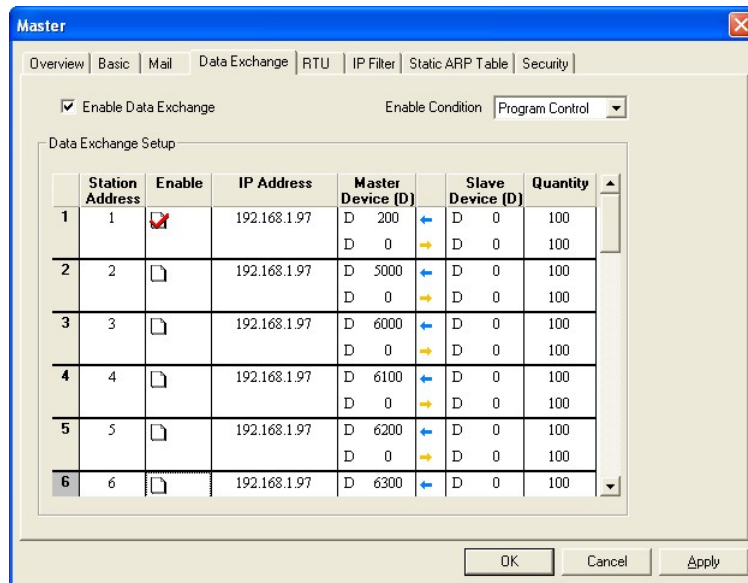 Master
Overview Basic Mail Data Exchange RTU IP Filter Static ARP Table Security
Enable Data Exchange Enable Condition Program Control
Data Exchange Setup
Station Address Enable IP Address Master Device (D) Slave Device (D) Quantity
1 1 192.168.1.97 D 200 D 0 100
D 0 D 0 100
2 2 192.168.1.97 D 5000 D 0 100
D 0 D 0 100
3 3 192.168.1.97 D 6000 D 0 100
D 0 D 0 100
4 4 192.168.1.97 D 6100 D 0 100
D 0 D 0 100
5 5 192.168.1.97 D 6200 D 0 100
D 0 D 0 100
6 6 192.168.1.97 D 6300 D 0 100
OK Cancel Apply